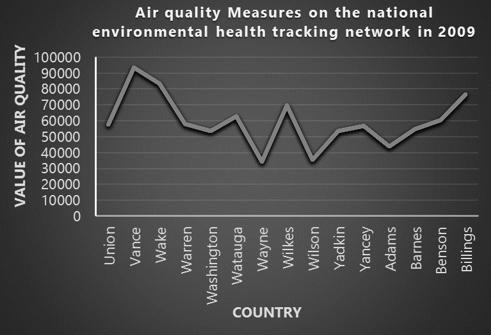 Air quality Measures on the national
environmental health tracking network in 2009
VALUE OF AIR QUALITY
100000
90000
80000
70000
60000
50000
40000
30000
20000
10000
0
Union
Vance
Wake
Warren
Washington
Watauga
Wayne
Wilkes
Wilson
Yadkin
Yancey
Adams
Barnes
Benson
Billings
COUNTRY